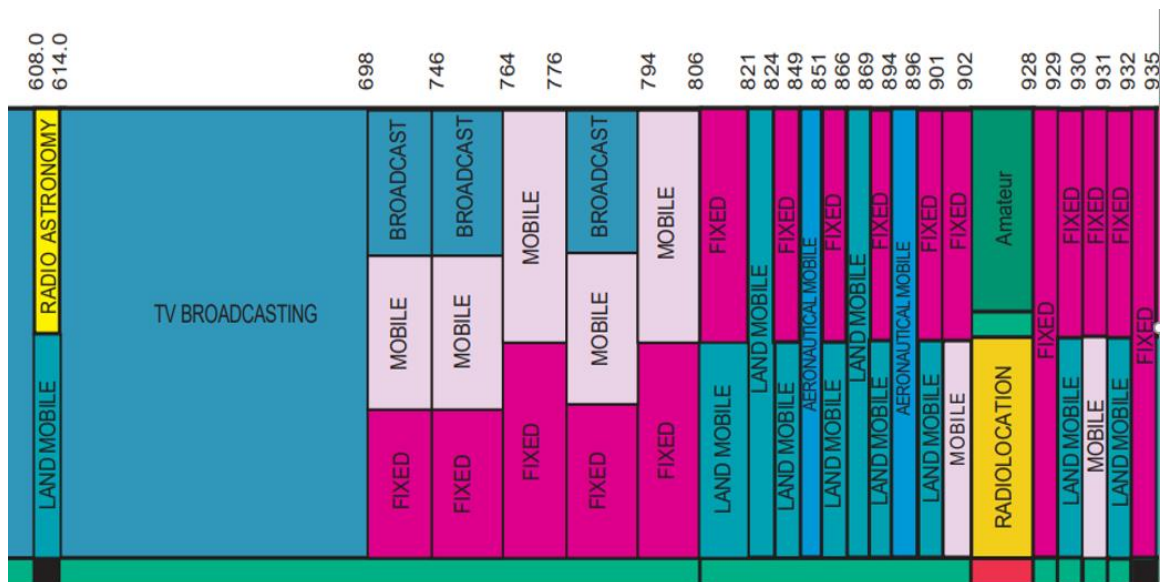 608.0
614.0
698
746
764
776
794
806
821
824
849
851
866
869
894
896
901
902
928
929
930
931
932
935
RADIO ASTRONOMY
LAND MOBILE
TV BROADCASTING
BROADCAST
MOBILE
FIXED
BROADCAST
MOBILE
FIXED
MOBILE
FIXED
BROADCAST
MOBILE
FIXED
MOBILE
FIXED
FIXED
LAND MOBILE
LAND MOBILE
FIXED
LAND MOBILE
AERONAUTICAL MOBILE
FIXED
LAND MOBILE
LAND MOBILE
FIXED
LAND MOBILE
AERONAUTICAL MOBILE
FIXED
LAND MOBILE
FIXED
MOBILE
Amateur
RADIOLOCATION
FIXED
FIXED
LAND MOBILE
FIXED
MOBILE
FIXED
LAND MOBILE
FIXED